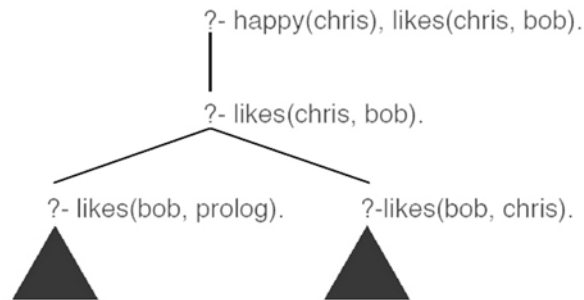 ?- happy(chris), likes(chris, bob).
?- likes(chris, bob).
?- likes(bob, prolog).
?-likes(bob, chris).